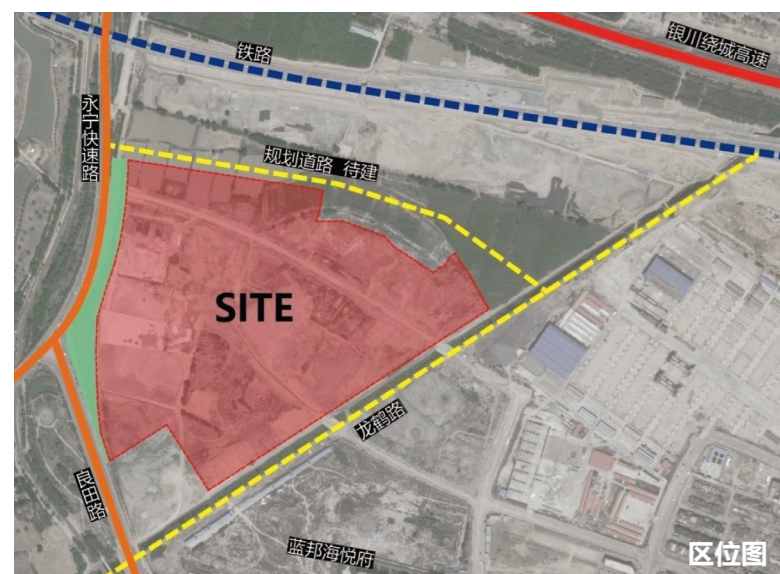 银川绕城高速
铁路
永宁快速路
规划道路 待建
SITE
龙鹤路
良田路
蓝邦海悦府
区位图